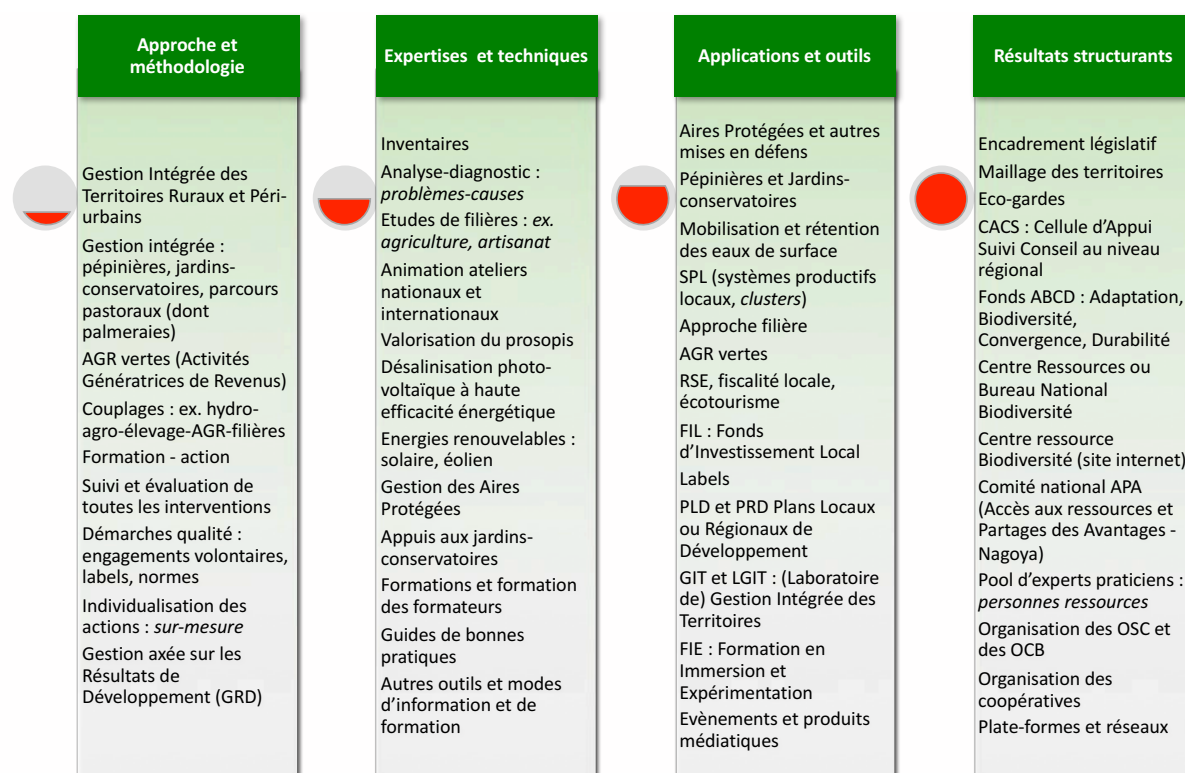 Approche et
méthodologie
Gestion Intégrée des
Territoires Ruraux et Péri-
urbains
Gestion intégrée :
pépinières, jardins-
conservatoires, parcours
pastoraux (dont
palmeraies)
AGR vertes (Activités
Génératrices de Revenus)
Couplages : ex. hydro-
agro-élevage-AGR-filières
Formation - action
Suivi et évaluation de
toutes les interventions
Démarches qualité :
engagements volontaires,
labels, normes
Individualisation des
actions : sur-mesure
Gestion axée sur les
Résultats de
Développement (GRD)
Expertises et techniques
Inventaires
Analyse-diagnostic :
problèmes-causes
Etudes de filières : ex.
agriculture, artisanat
Animation ateliers
nationaux et
internationaux
Valorisation du prosopis
Désalinisation photo-
voltaïque à haute
efficacité énergétique
Energies renouvelables :
solaire, éolien
Gestion des Aires
Protégées
Appuis aux jardins-
conservatoires
Formations et formation
des formateurs
Guides de bonnes
pratiques
Autres outils et modes
d'information et de
formation
Applications et outils
Aires Protégées et autres
mises en défens
Pépinières et Jardins-
conservatoires
Mobilisation et rétention
des eaux de surface
SPL (systèmes productifs
locaux, clusters)
Approche filière
AGR vertes
RSE, fiscalité locale,
écotourisme
FIL : Fonds
d'Investissement Local
Labels
PLD et PRD Plans Locaux
ou Régionaux de
Développement
GIT et LGIT : (Laboratoire
de) Gestion Intégrée des
Territoires
FIE : Formation en
Immersion et
Expérimentation
Evènements et produits
médiatiques
Résultats structurants
Encadrement législatif
Maillage des territoires
Eco-gardes
CACS : Cellule d'Appui
Suivi Conseil au niveau
régional
Fonds ABCD : Adaptation,
Biodiversité,
Convergence, Durabilité
Centre Ressources ou
Bureau National
Biodiversité
Centre ressource
Biodiversité (site internet)
Comité national APA
(Accès aux ressources et
Partages des Avantages -
Nagoya)
Pool d'experts praticiens :
personnes ressources
Organisation des OSC et
des OCB
Organisation des
coopératives
Plate-formes et réseaux